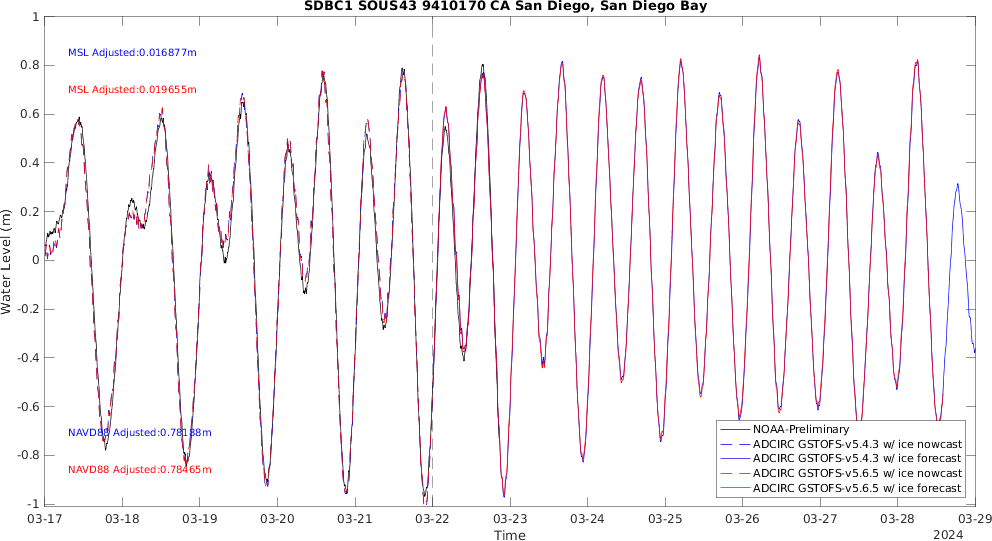 SDBC1 SOUS43 9410170 CA San Diego, San Diego Bay
1
0.8
0.6
0.4
0.2
0
-0.2
-0.4
-0.6
-0.8
-1
Water Level (m)
MSL Adjusted:0.016877m
MSL Adjusted:0.019655m
NAVD88 Adjusted:0.78188m
NAVD88 Adjusted:0.78465m
NOAA-Preliminary
ADCIRC GSTOFS-v5.4.3 w/ ice nowcast
ADCIRC GSTOFS-v5.4.3 w/ ice forecast
ADCIRC GSTOFS-v5.6.5 w/ ice nowcast
ADCIRC GSTOFS-v5.6.5 w/ ice forecast
03-17 03-18 03-19 03-20 03-21 03-22 03-23 03-24 03-25 03-26 03-27 03-28 03-29
Time
2024